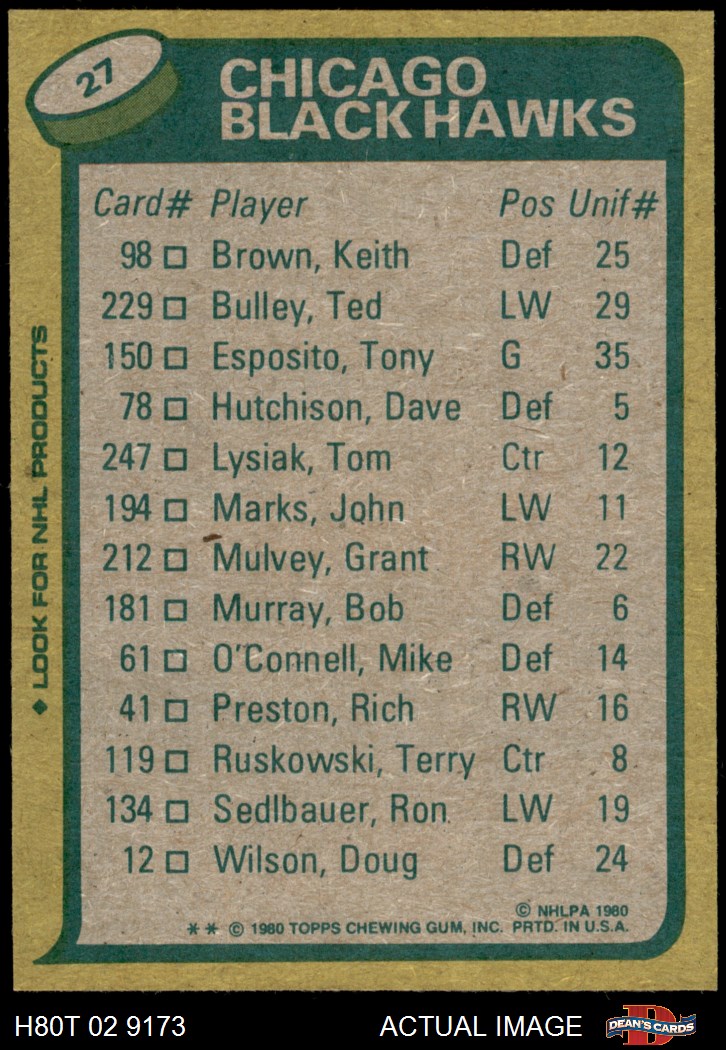 27
CHICAGO
BLACK HAWKS
Card# Player Pos Unif#
98 □ Brown, Keith Def 25
229 □ Bulley, Ted LW 29
150 □ Esposito, Tony G 35
78 □ Hutchison, Dave Def 5
247 □ Lysiak, Tom Ctr 12
194 □ Marks, John LW 11
212 □ Mulvey, Grant RW 22
181 □ Murray, Bob Def 6
61 □ O'Connell, Mike Def 14
41 □ Preston, Rich RW 16
119 □ Ruskowski, Terry Ctr 8
134 □ Sedlbauer, Ron LW 19
12 □ Wilson, Doug Def 24
© NHLPA 1980
** © 1980 TOPPS CHEWING GUM, INC. PRTD. IN U.S.A.
◆ LOOK FOR NHL PRODUCTS
H80T 02 9173 ACTUAL IMAGE
D
DEAN'S CARDS